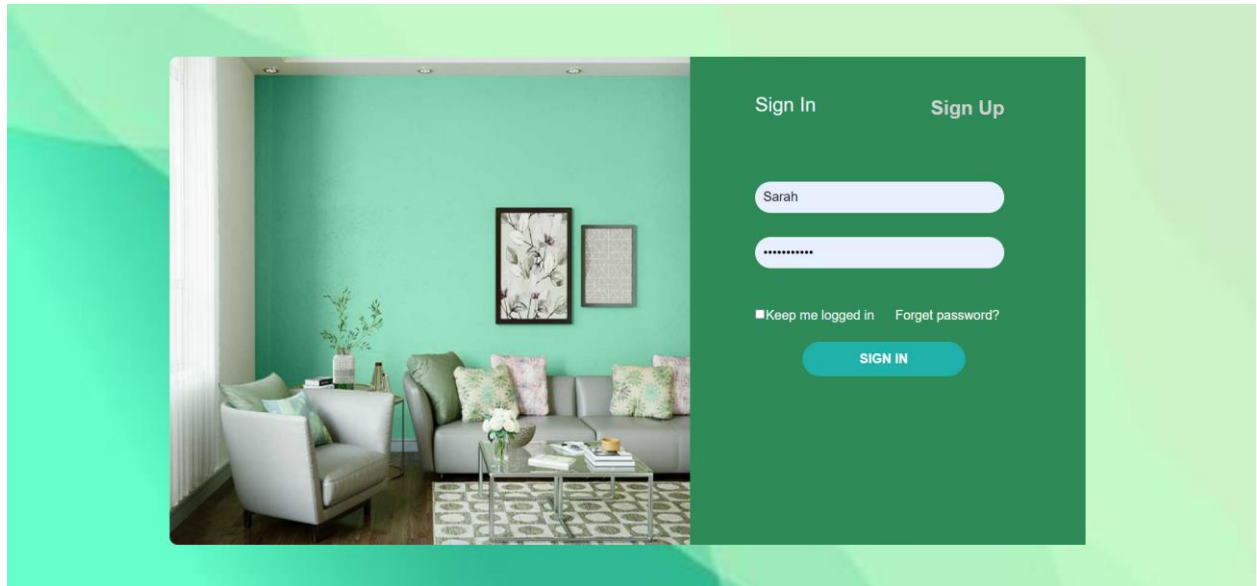 Sign In
Sign Up
Sarah
•••••••••••
Keep me logged in
Forget password?
SIGN IN